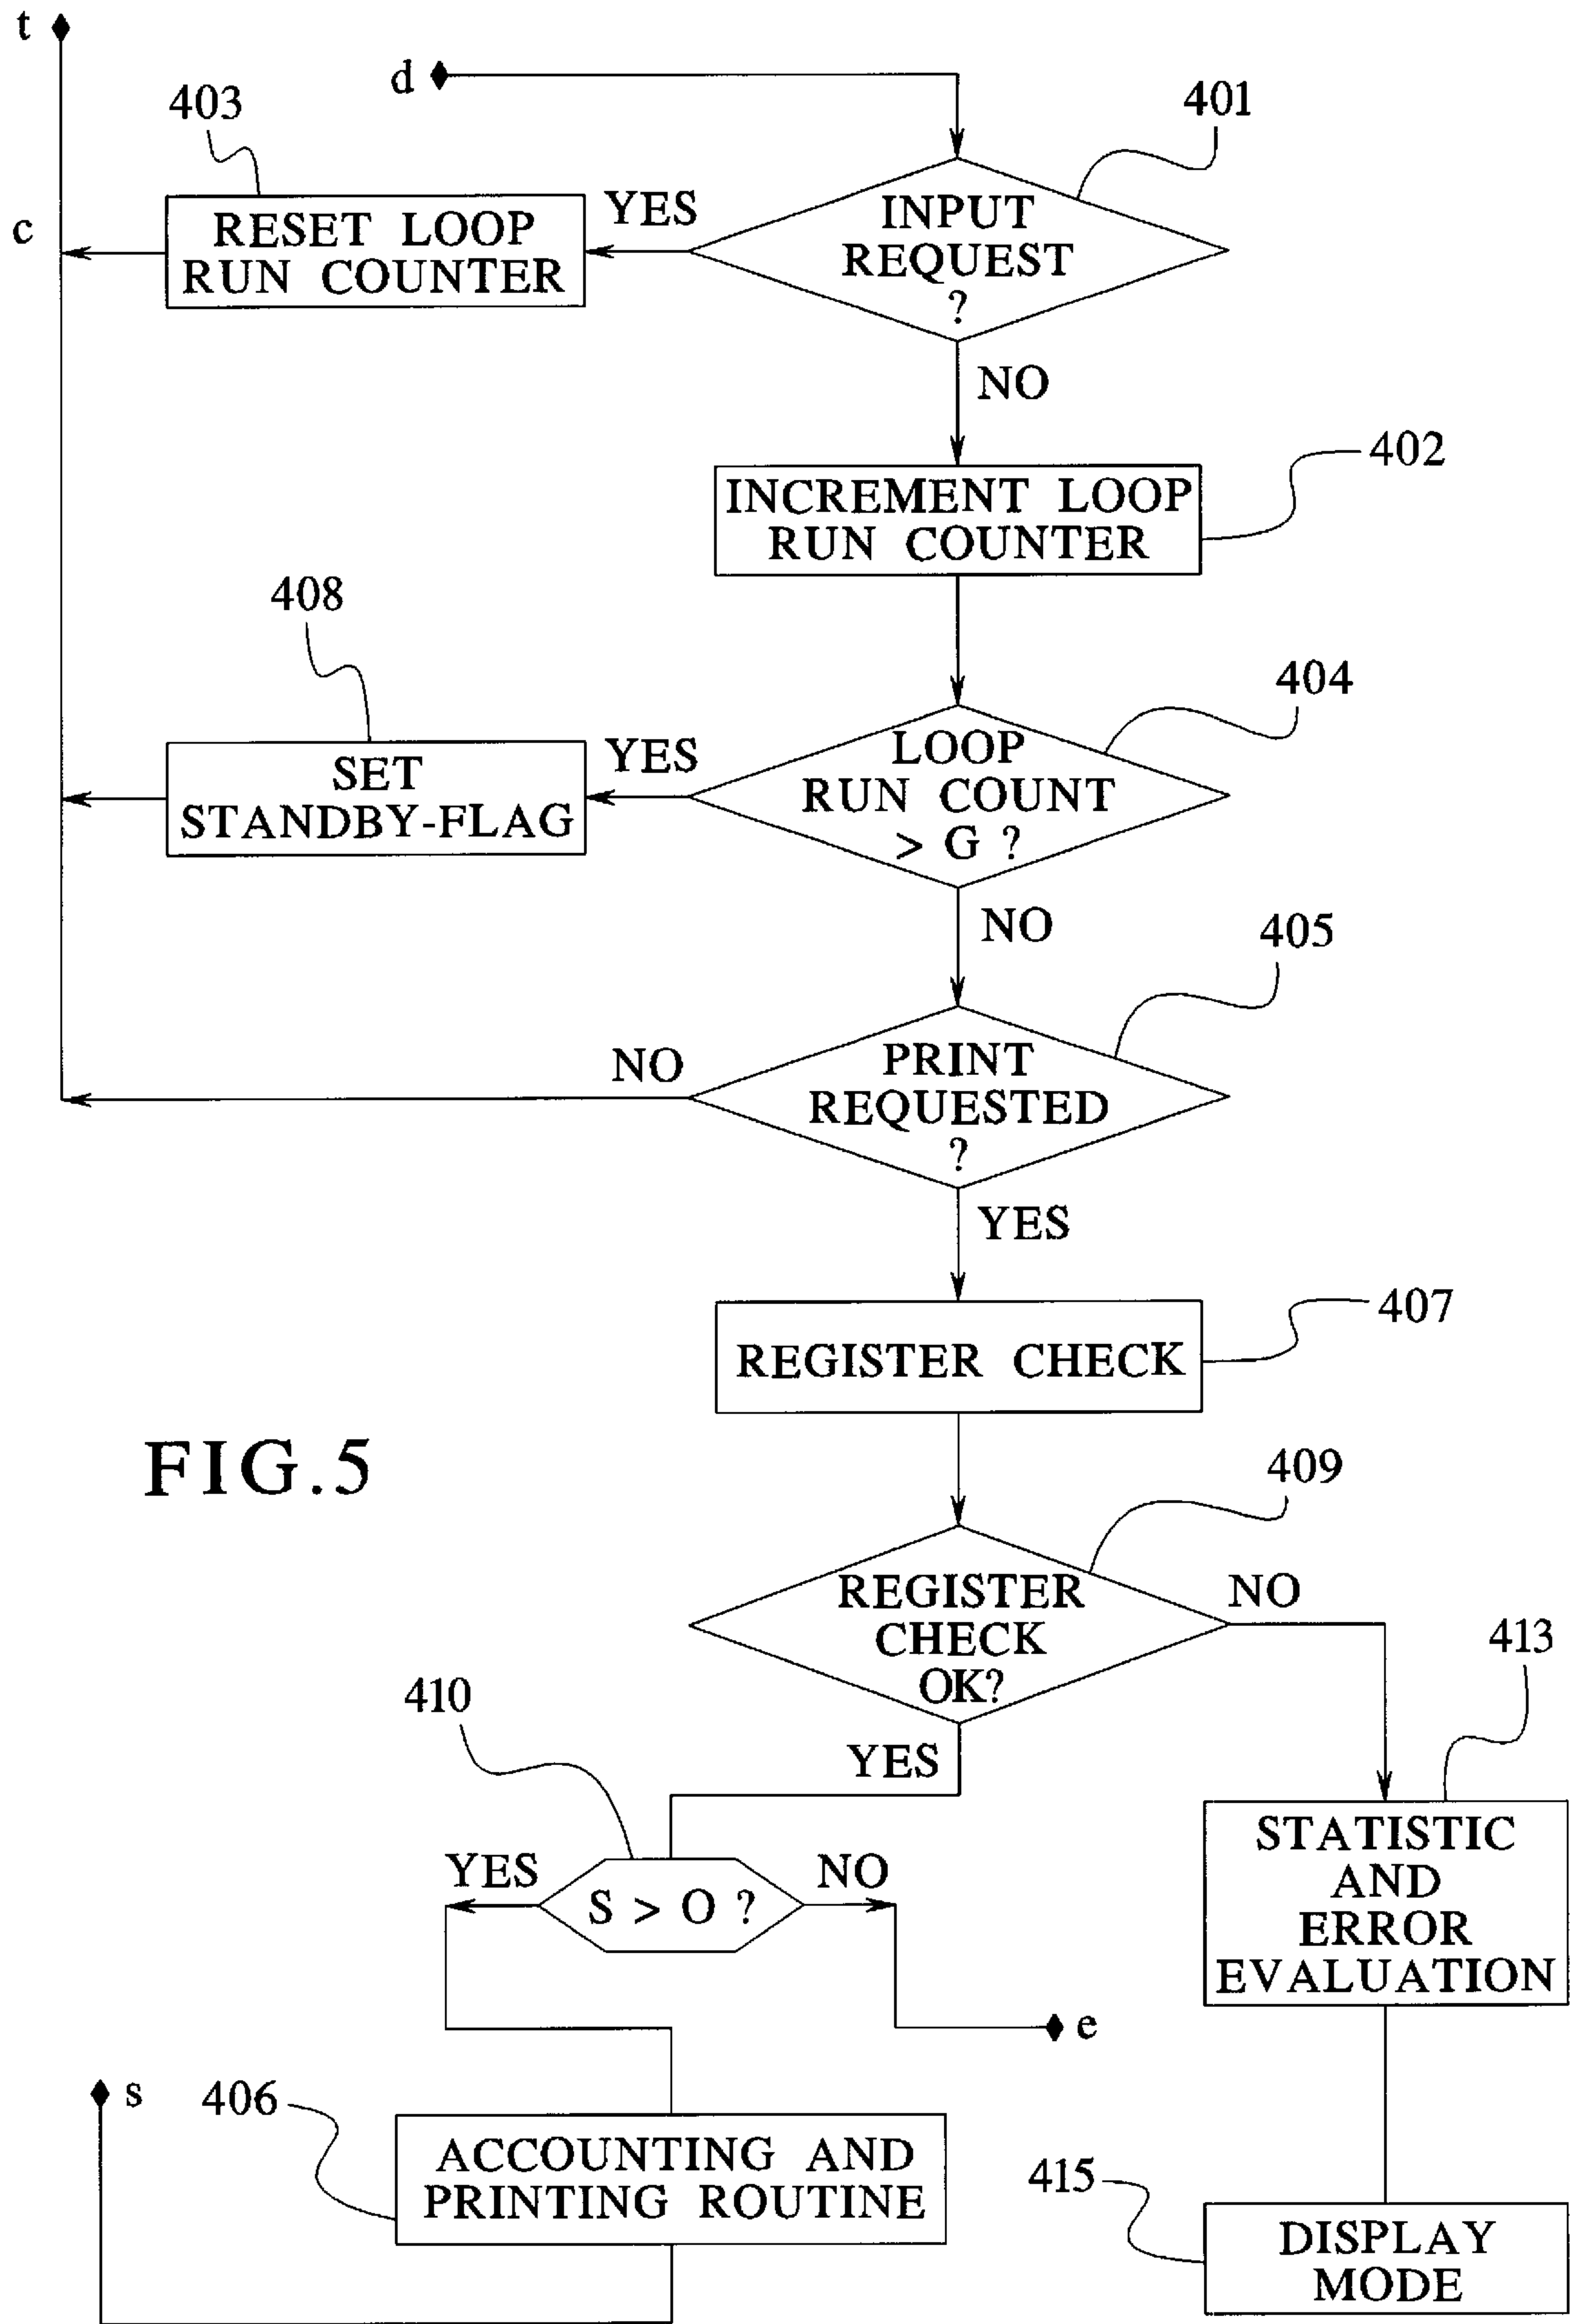 t
d
403
401
c
RESET LOOP
RUN COUNTER
YES
INPUT
REQUEST
?
NO
402
INCREMENT LOOP
RUN COUNTER
408
404
SET
STANDBY-FLAG
YES
LOOP
RUN COUNT
> G ?
NO
405
NO
PRINT
REQUESTED
?
YES
407
REGISTER CHECK
FIG.5
409
REGISTER
CHECK
OK?
NO
413
410
YES
STATISTIC
AND
ERROR
EVALUATION
YES
S > O ?
NO
e
s
406
ACCOUNTING AND
PRINTING ROUTINE
415
DISPLAY
MODE